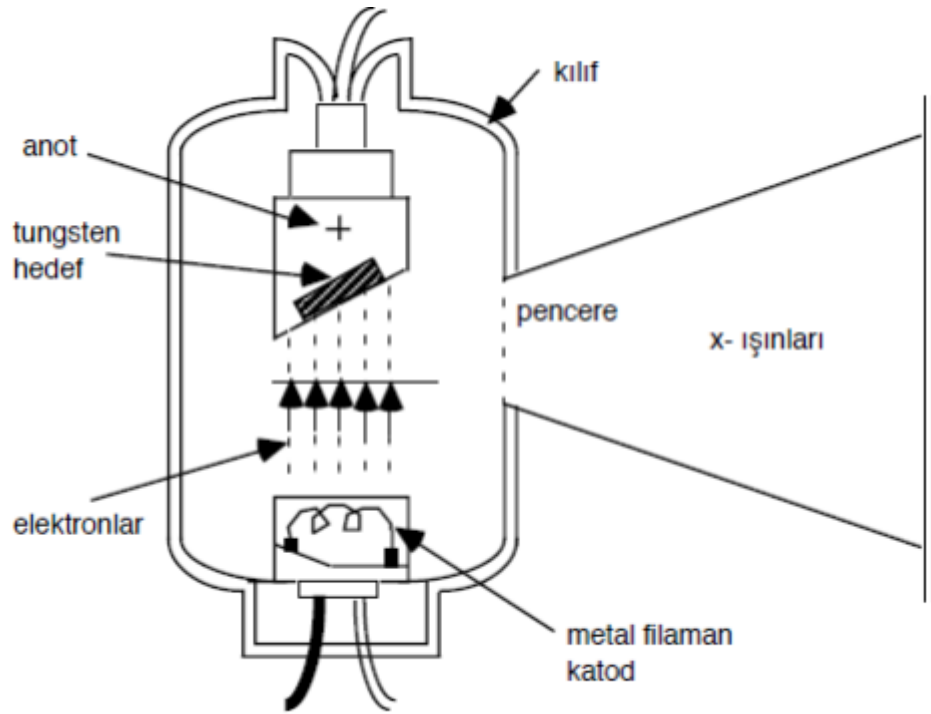 kılıf
anot
tungsten
hedef
+
pencere
x- ışınları
elektronlar
metal filaman
katod